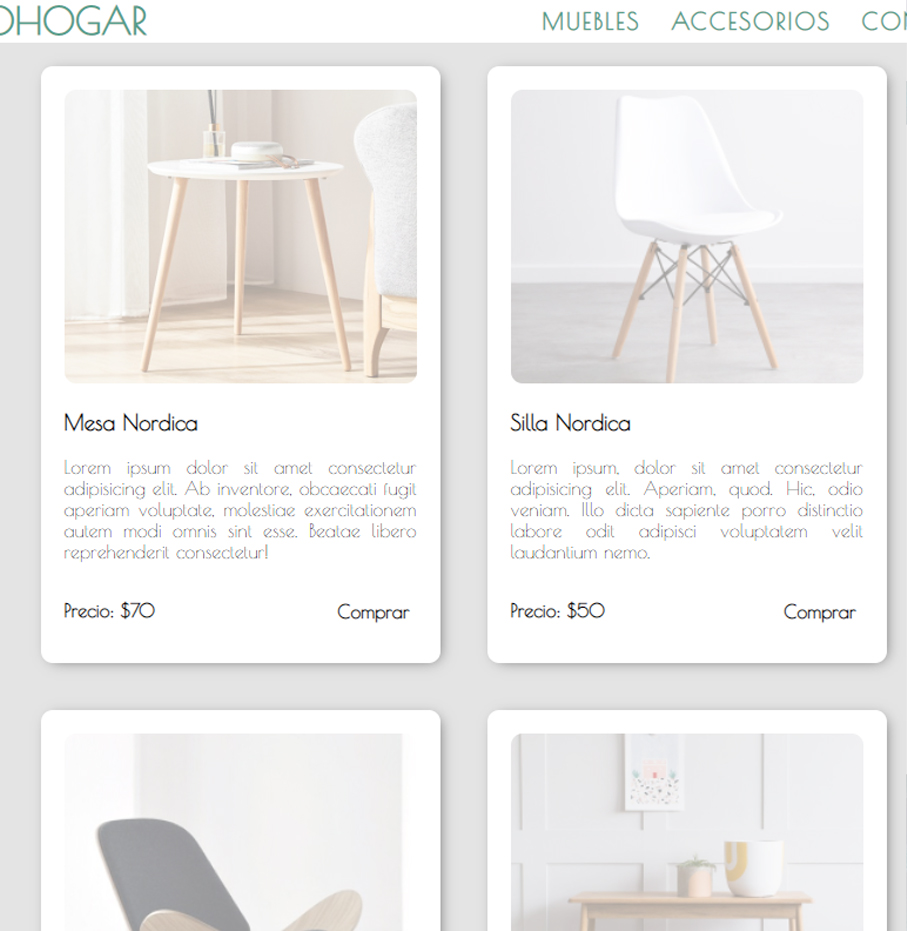 OHOGAR
MUEBLES ACCESORIOS CON
Mesa Nordica
Lorem ipsum dolor sit amet consectetur
adipisicing elit. Ab inventore, obcaecati fugit
aperiam voluptate, molestiae exercitationem
autem modi omnis sint esse. Beatae libero
reprehenderit consectetur!
Precio: $70
Comprar
Silla Nordica
Lorem ipsum, dolor sit amet consectetur
adipisicing elit. Aperiam, quod. Hic, odio
veniam. Illo dicta sapiente porro distinctio
labore odit adipisci voluptatem velit
laudantium nemo.
Precio: $50
Comprar